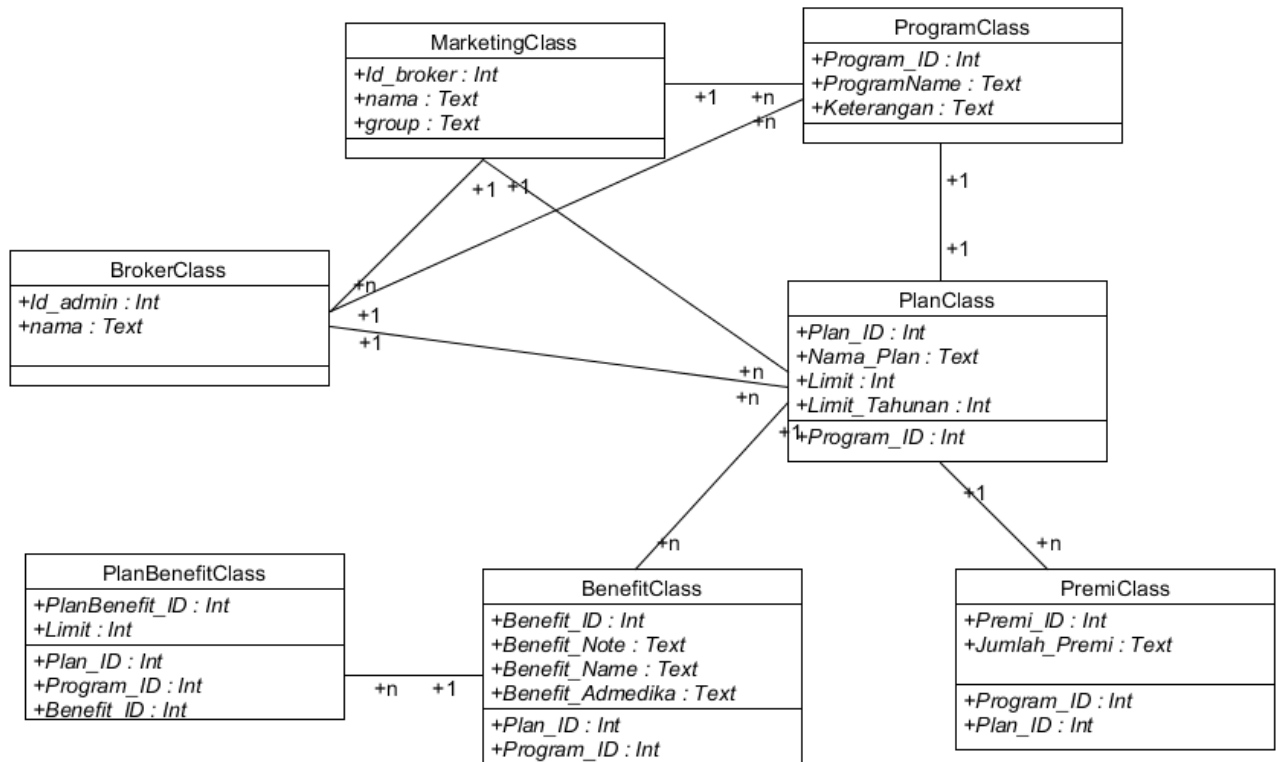 MarketingClass
+Id_broker : Int
+nama : Text
+group : Text
ProgramClass
+Program_ID : Int
+ProgramName : Text
+Keterangan : Text
+1
+n
+n
+1
+1
+1
+1
BrokerClass
+Id_admin : Int
+nama : Text
+n
+1
+1
+n
+n
PlanClass
+Plan_ID : Int
+Nama_Plan : Text
+Limit : Int
+Limit_Tahunan : Int
+Program_ID : Int
+1
+1
+n
+n
PlanBenefitClass
+PlanBenefit_ID : Int
+Limit : Int
+Plan_ID : Int
+Program_ID : Int
+Benefit_ID : Int
+n
+1
BenefitClass
+Benefit_ID : Int
+Benefit_Note : Text
+Benefit_Name : Text
+Benefit_Admedika : Text
+Plan_ID : Int
+Program_ID : Int
PremiClass
+Premi_ID : Int
+Jumlah_Premi : Text
+Program_ID : Int
+Plan_ID : Int